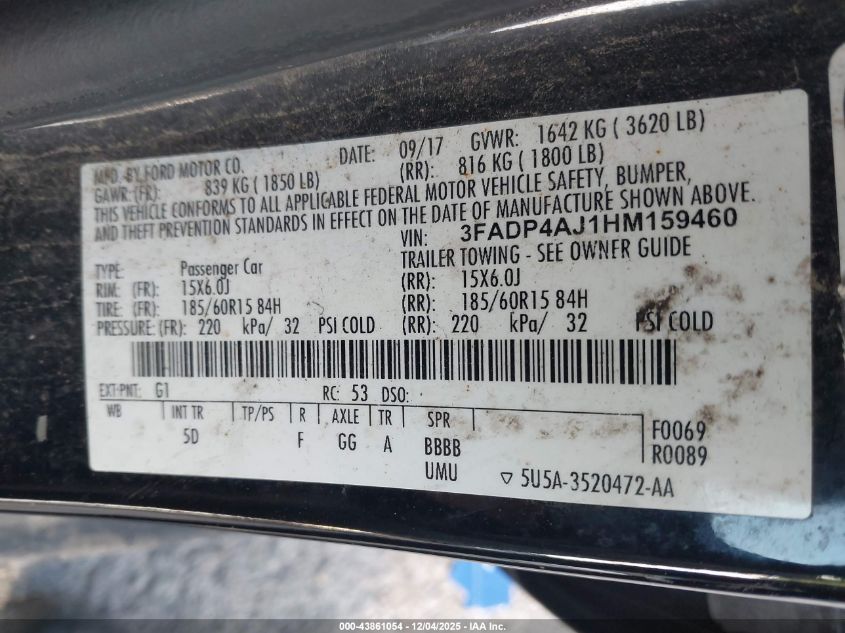 MFD. BY FORD MOTOR CO. DATE: 09/17 GVWR: 1642 KG ( 3620 LB)
GAWR: (FR): 839 KG ( 1850 LB) (RR): 816 KG ( 1800 LB)
THIS VEHICLE CONFORMS TO ALL APPLICABLE FEDERAL MOTOR VEHICLE SAFETY, BUMPER,
AND THEFT PREVENTION STANDARDS IN EFFECT ON THE DATE OF MANUFACTURE SHOWN ABOVE.
VIN: 3FADP4AJ1HM159460
TYPE: Passenger Car TRAILER TOWING - SEE OWNER GUIDE
RIM: (FR): 15X6.0J (RR): 15X6.0J
TIRE: (FR): 185/60R15 84H (RR): 185/60R15 84H
PRESSURE: (FR): 220 kPa/ 32 PSI COLD (RR): 220 kPa/ 32 PSI COLD
EXT-PNT: G1 RC: 53 DSO:
WB INT TR TP/PS R AXLE TR SPR F0069
5D F GG A BBBB R0089
UMU ▽ 5U5A-3520472-AA
000-43861054 - 12/04/2025 - IAA Inc.